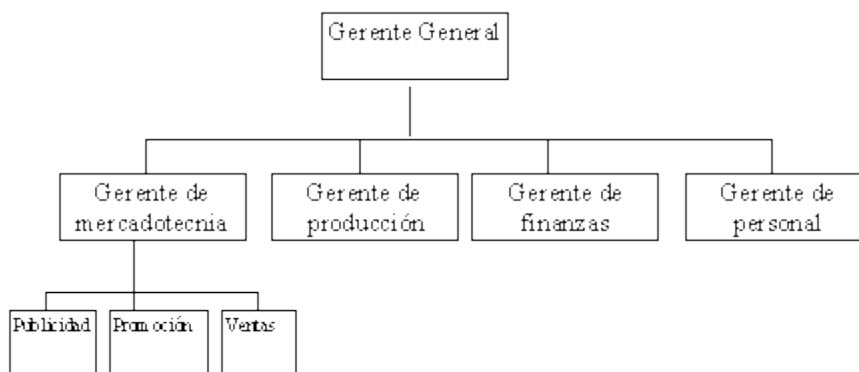 Gerente General
Gerente de
mercadotecnia
Gerente de
producción
Gerente de
finanzas
Gerente de
personal
Publicidad
Promoción
Ventas